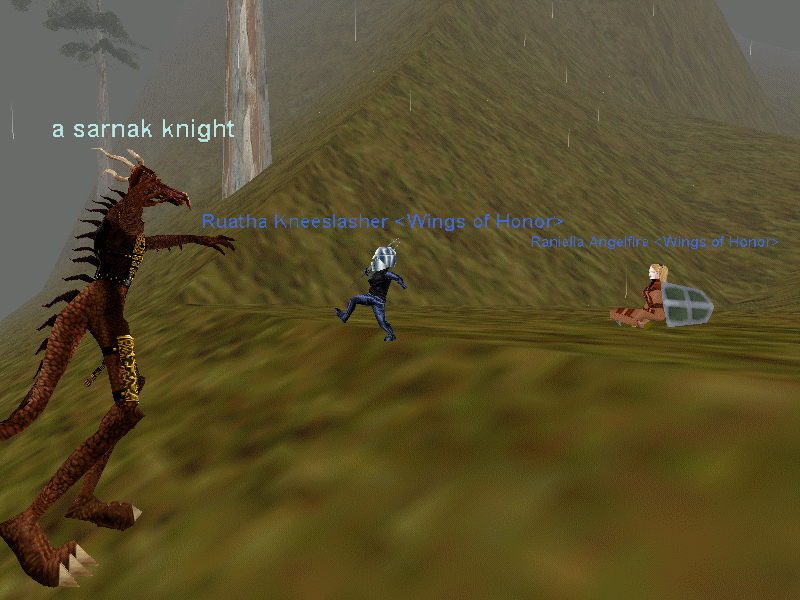 a sarnak knight
Ruatha Kneeslasher <Wings of Honor>
Raniella Angelfire <Wings of Honor>